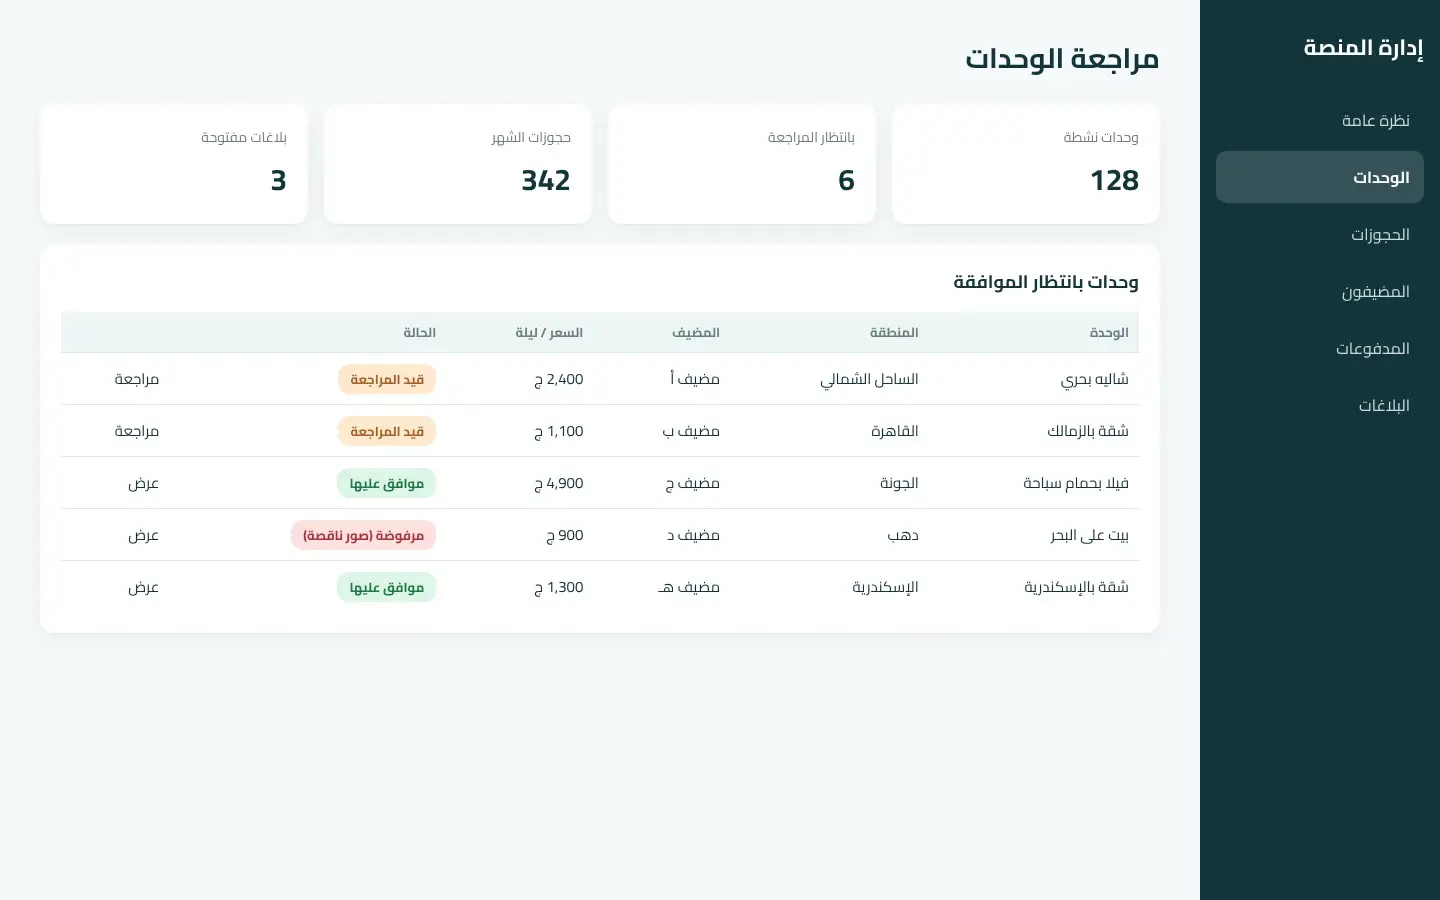 إدارة المنصة
نظرة عامة
الوحدات
الحجوزات
المضيفون
المدفوعات
البلاغات
مراجعة الوحدات
وحدات نشطة
128
بانتظار المراجعة
6
حجوزات الشهر
342
بلاغات مفتوحة
3
وحدات بانتظار الموافقة
الوحدة المنطقة المضيف السعر / ليلة الحالة
شاليه بحري الساحل الشمالي مضيف أ 2,400 ج قيد المراجعة مراجعة
شقة بالزمالك القاهرة مضيف ب 1,100 ج قيد المراجعة مراجعة
فيلا بحمام سباحة الجونة مضيف ج 4,900 ج موافق عليها عرض
بيت على البحر دهب مضيف د 900 ج مرفوضة (صور ناقصة) عرض
شقة بالإسكندرية الإسكندرية مضيف هـ 1,300 ج موافق عليها عرض